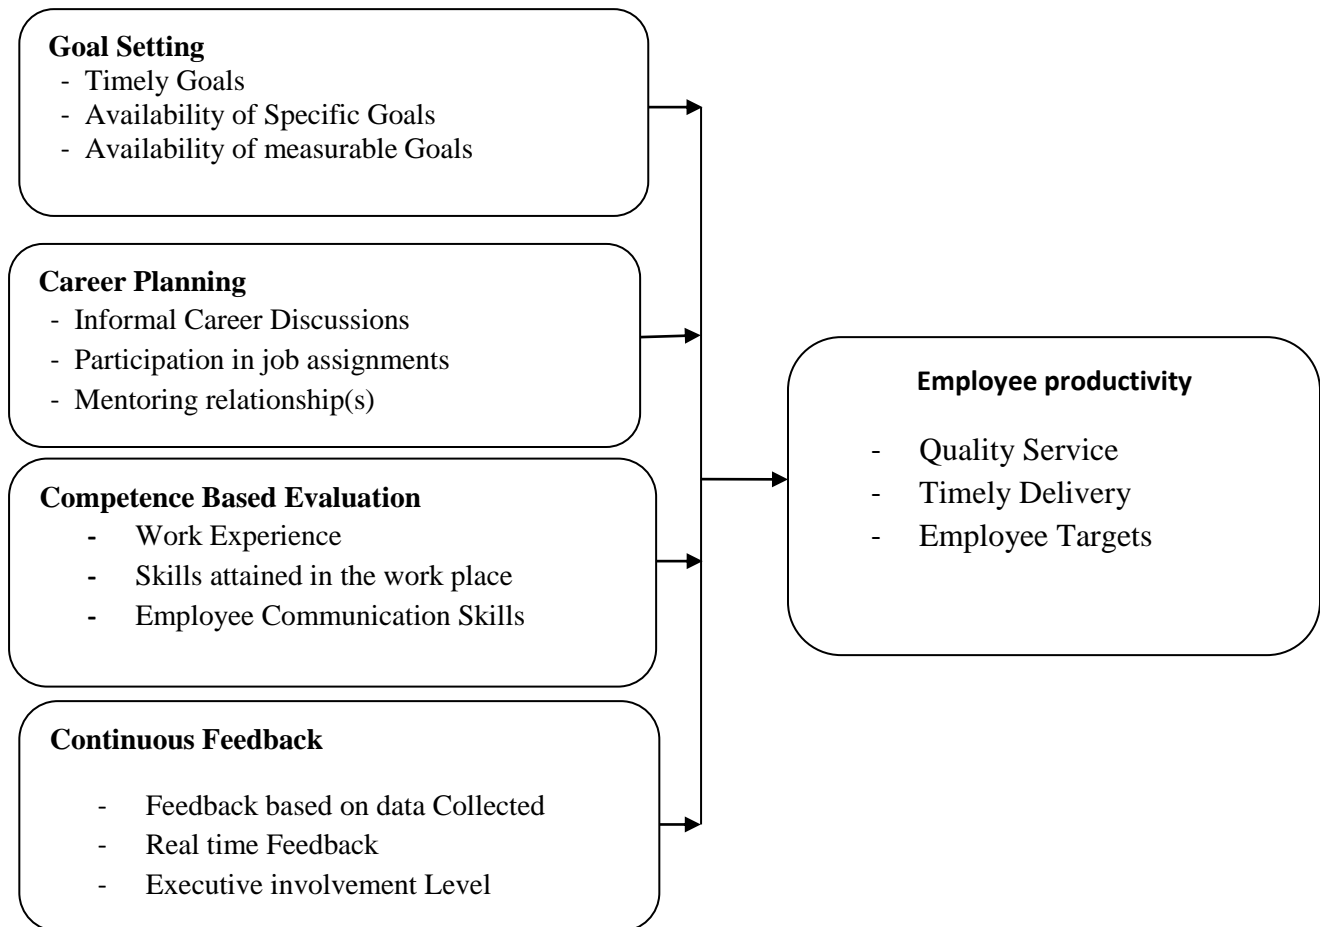 Goal Setting
- Timely Goals
- Availability of Specific Goals
- Availability of measurable Goals
Career Planning
- Informal Career Discussions
- Participation in job assignments
- Mentoring relationship(s)
Competence Based Evaluation
- Work Experience
- Skills attained in the work place
- Employee Communication Skills
Continuous Feedback
- Feedback based on data Collected
- Real time Feedback
- Executive involvement Level
Employee productivity
- Quality Service
- Timely Delivery
- Employee Targets